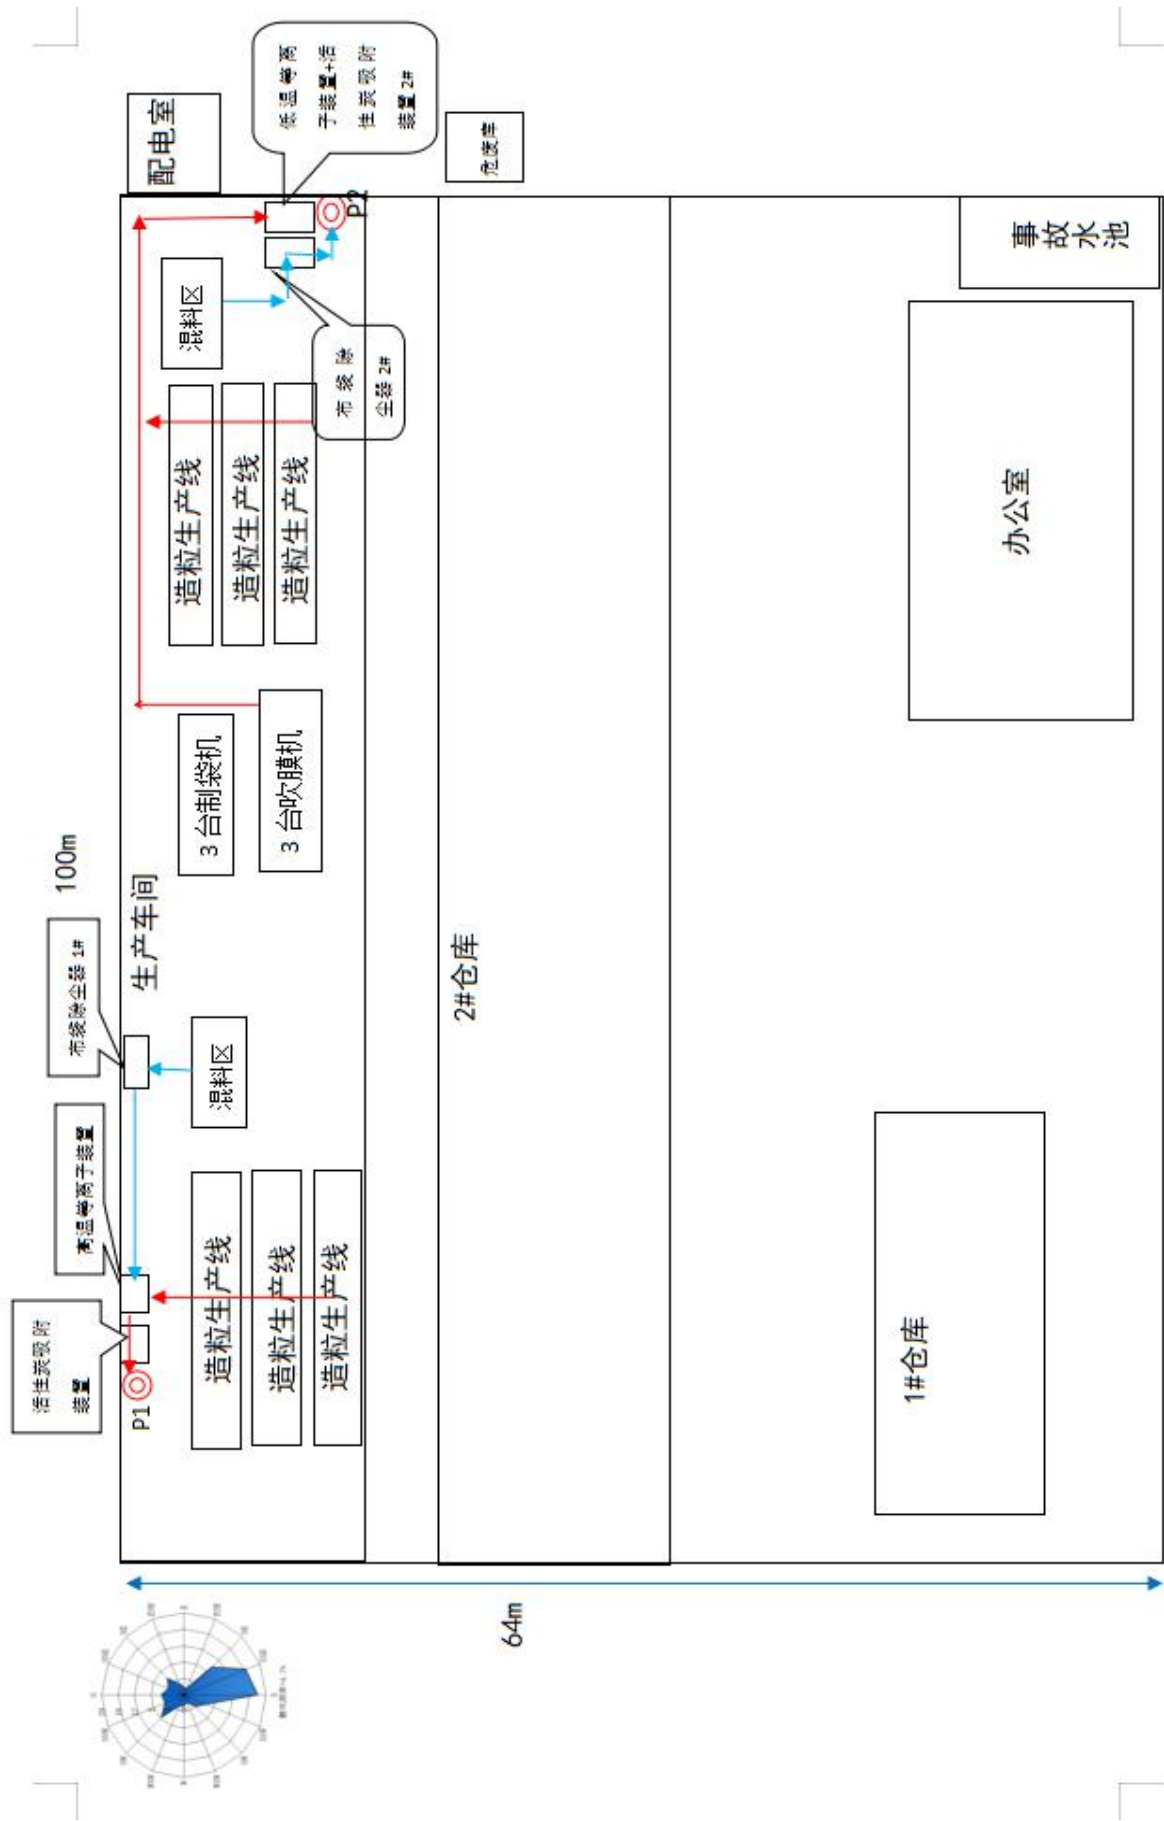 活性炭吸附
装置
高温等离子装置
布袋除尘器 1#
100m
低温等离
子装置+活
性炭吸附
装置 2#
配电室
危废库
P1
造粒生产线
造粒生产线
造粒生产线
混料区
生产车间
3 台制袋机
3 台吹膜机
造粒生产线
造粒生产线
造粒生产线
混料区
布袋除
尘器 2#
P2
2#仓库
1#仓库
办公室
事故水池
64m